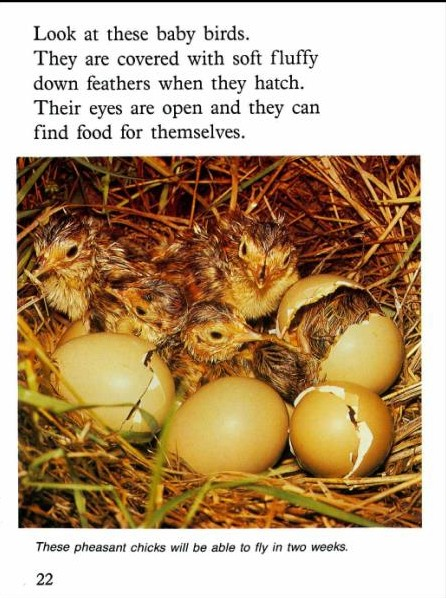 Look at these baby birds.
They are covered with soft fluffy
down feathers when they hatch.
Their eyes are open and they can
find food for themselves.
These pheasant chicks will be able to fly in two weeks.
22